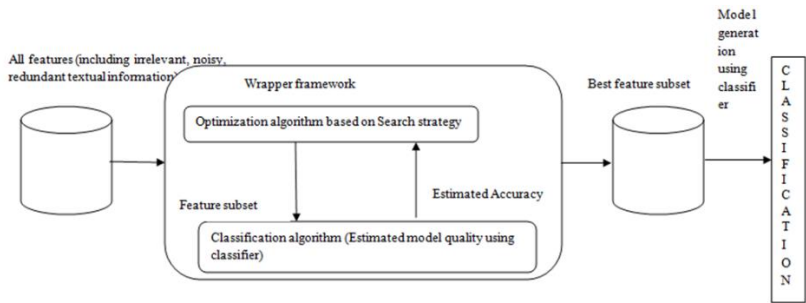 All features (including irrelevant, noisy,
redundant textual information)
Wrapper framework
Optimization algorithm based on Search strategy
Feature subset
Estimated Accuracy
Classification algorithm (Estimated model quality using
classifier)
Best feature subset
Model
generat
ion
using
classifi
er
C
L
A
S
S
I
F
I
C
A
T
I
O
N